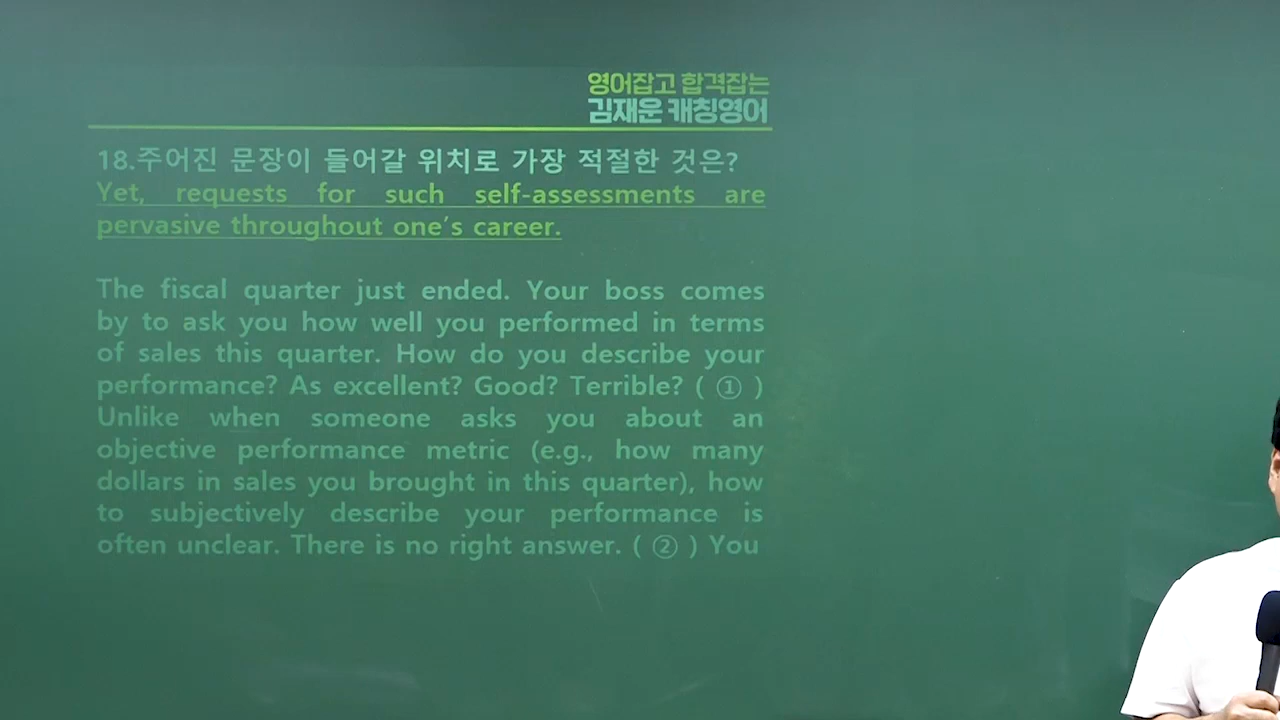 영어잡고 합격잡는
김재운 캐칭영어
18.주어진 문장이 들어갈 위치로 가장 적절한 것은?
Yet, requests for such self-assessments are
pervasive throughout one's career.
The fiscal quarter just ended. Your boss comes
by to ask you how well you performed in terms
of sales this quarter. How do you describe your
performance? As excellent? Good? Terrible? ( ① )
Unlike when someone asks you about an
objective performance metric (e.g., how many
dollars in sales you brought in this quarter), how
to subjectively describe your performance is
often unclear. There is no right answer. ( ② ) You